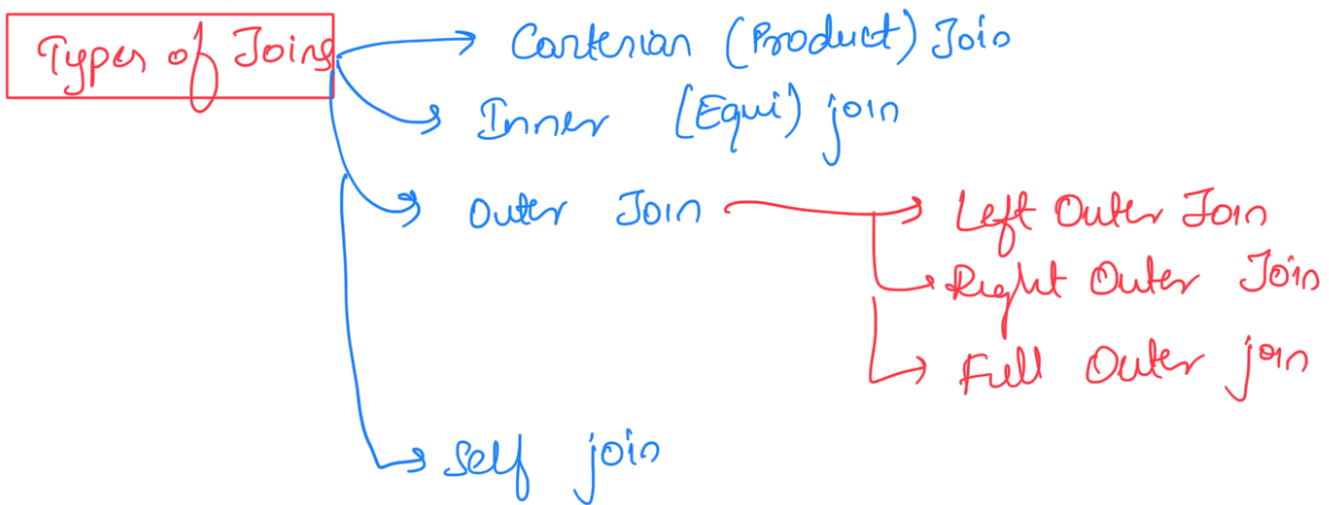 Types of Joins
Cartesian (Product) Join
Inner (Equi) join
Outer Join
Left Outer Join
Right Outer Join
Full Outer join
Self join